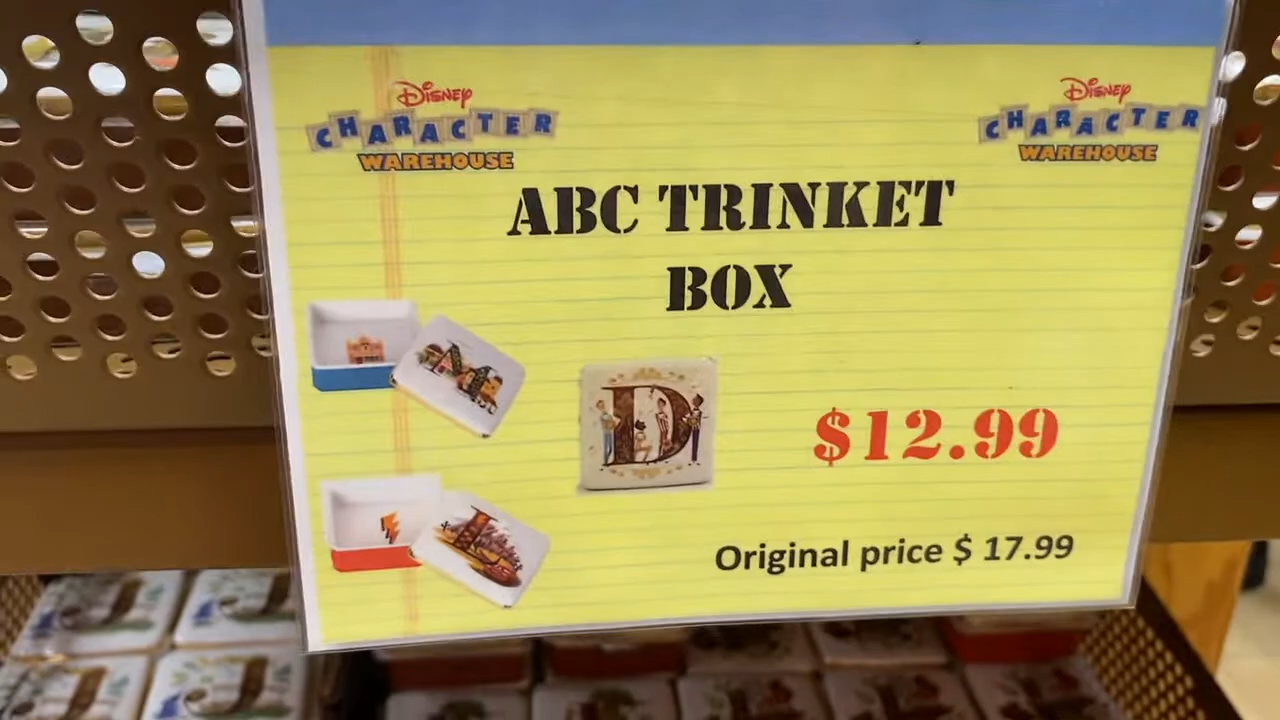 Disney
CHARACTER
WAREHOUSE
Disney
CHARACTER
WAREHOUSE
ABC TRINKET
BOX
N
D
$12.99
I
Original price $ 17.99
J
J
J